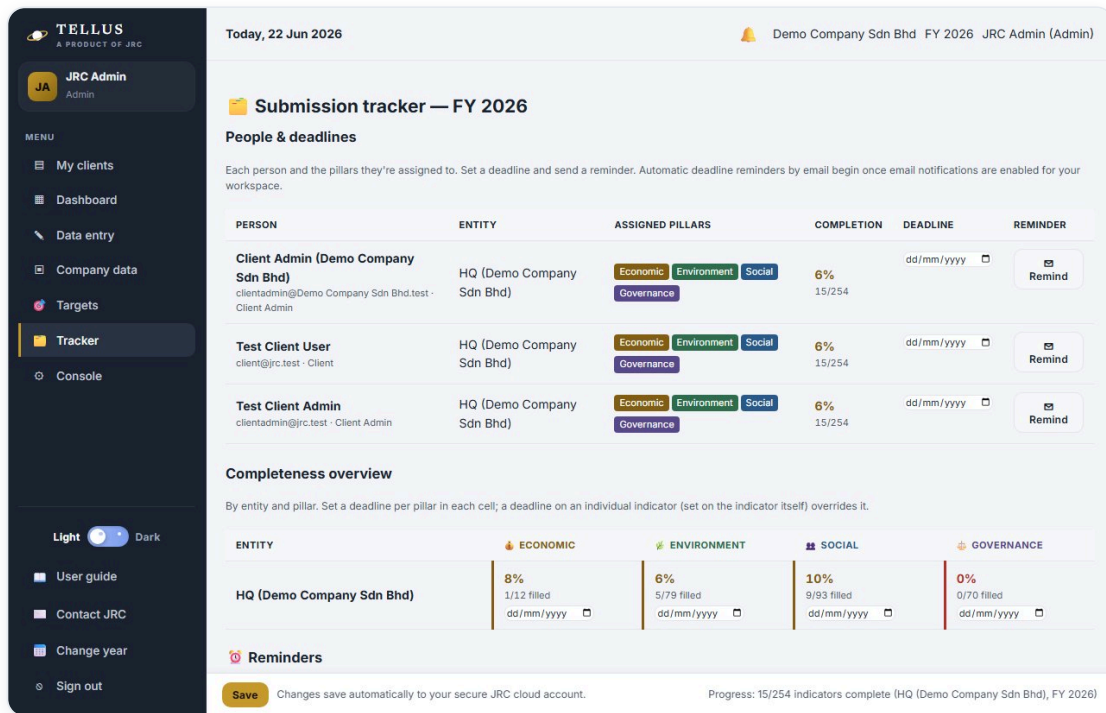 TELLUS
A PRODUCT OF JRC
JA
JRC Admin
Admin
MENU
My clients
Dashboard
Data entry
Company data
Targets
Tracker
Console
Light
Dark
User guide
Contact JRC
Change year
Sign out
Today, 22 Jun 2026
Demo Company Sdn Bhd FY 2026 JRC Admin (Admin)
Submission tracker — FY 2026
People & deadlines
Each person and the pillars they're assigned to. Set a deadline and send a reminder. Automatic deadline reminders by email begin once email notifications are enabled for your
workspace.
PERSON ENTITY ASSIGNED PILLARS COMPLETION DEADLINE REMINDER
Client Admin (Demo Company
Sdn Bhd)
clientadmin@Demo Company Sdn Bhd.test ·
Client Admin
HQ (Demo Company
Sdn Bhd)
Economic Environment Social
Governance
6%
15/254
dd/mm/yyyy
Remind
Test Client User
client@jrc.test · Client
HQ (Demo Company
Sdn Bhd)
Economic Environment Social
Governance
6%
15/254
dd/mm/yyyy
Remind
Test Client Admin
clientadmin@jrc.test · Client Admin
HQ (Demo Company
Sdn Bhd)
Economic Environment Social
Governance
6%
15/254
dd/mm/yyyy
Remind
Completeness overview
By entity and pillar. Set a deadline per pillar in each cell; a deadline on an individual indicator (set on the indicator itself) overrides it.
ENTITY ECONOMIC ENVIRONMENT SOCIAL GOVERNANCE
HQ (Demo Company Sdn Bhd)
8%
1/12 filled
dd/mm/yyyy
6%
5/79 filled
dd/mm/yyyy
10%
9/93 filled
dd/mm/yyyy
0%
0/70 filled
dd/mm/yyyy
Reminders
Save
Changes save automatically to your secure JRC cloud account.
Progress: 15/254 indicators complete (HQ (Demo Company Sdn Bhd), FY 2026)